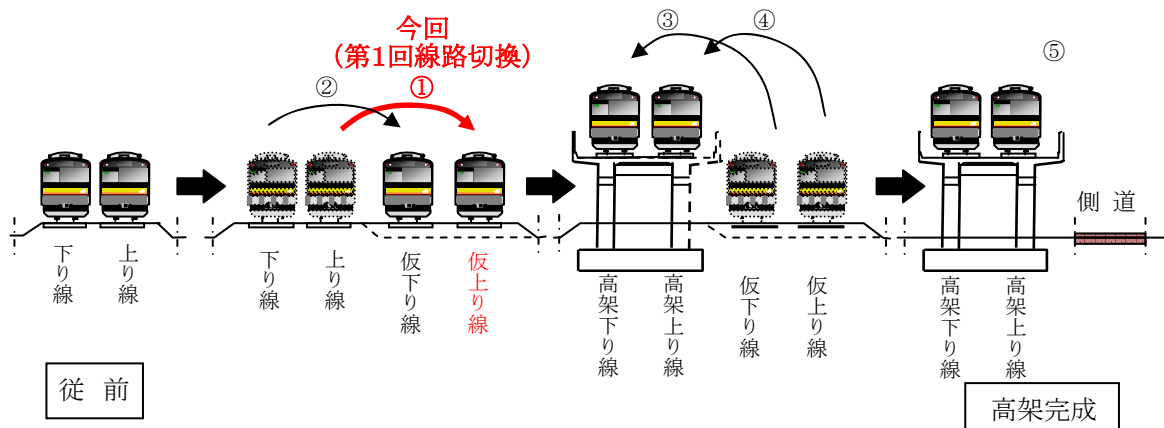 今回
(第1回線路切換)
①
②
③
④
⑤
下り線
上り線
下り線
上り線
仮下り線
仮上り線
高架下り線
高架上り線
仮下り線
仮上り線
高架下り線
高架上り線
側 道
従 前
高架完成